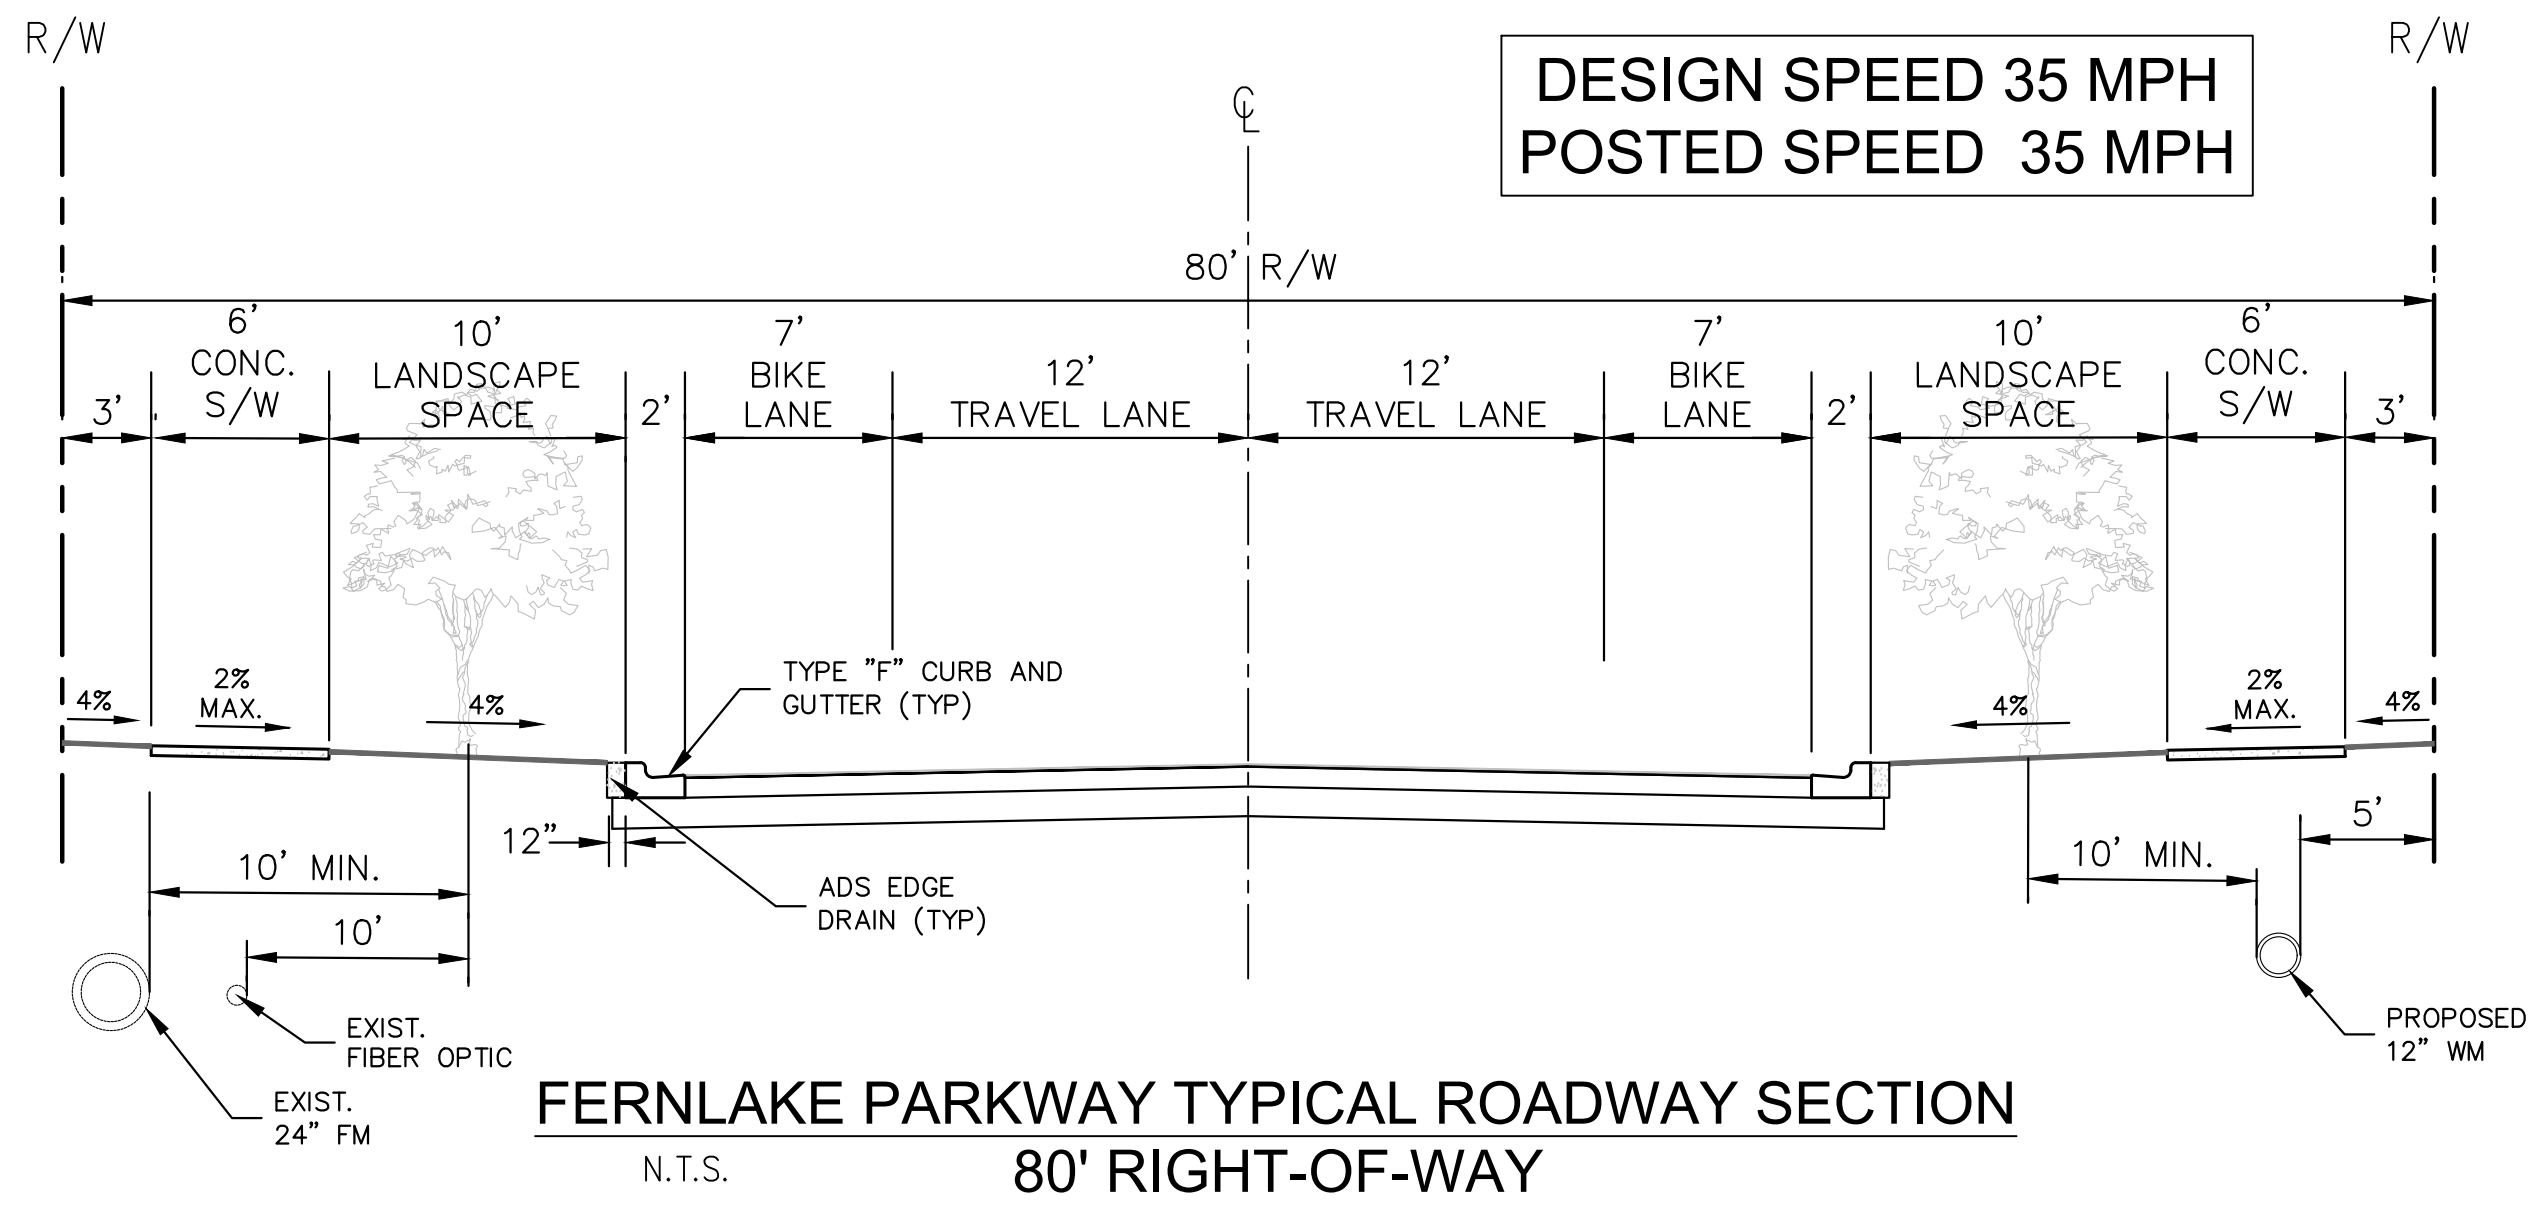 R/W
R/W
℄
DESIGN SPEED 35 MPH
POSTED SPEED 35 MPH
80' R/W
3'
6'
CONC.
S/W
10'
LANDSCAPE
SPACE
2'
7'
BIKE
LANE
12'
TRAVEL LANE
12'
TRAVEL LANE
7'
BIKE
LANE
2'
10'
LANDSCAPE
SPACE
6'
CONC.
S/W
3'
4%
2%
MAX.
4%
TYPE "F" CURB AND
GUTTER (TYP)
4%
2%
MAX.
4%
12"
10' MIN.
10'
ADS EDGE
DRAIN (TYP)
10' MIN.
5'
EXIST.
FIBER OPTIC
EXIST.
24" FM
PROPOSED
12" WM
FERNLAKE PARKWAY TYPICAL ROADWAY SECTION
N.T.S.
80' RIGHT-OF-WAY